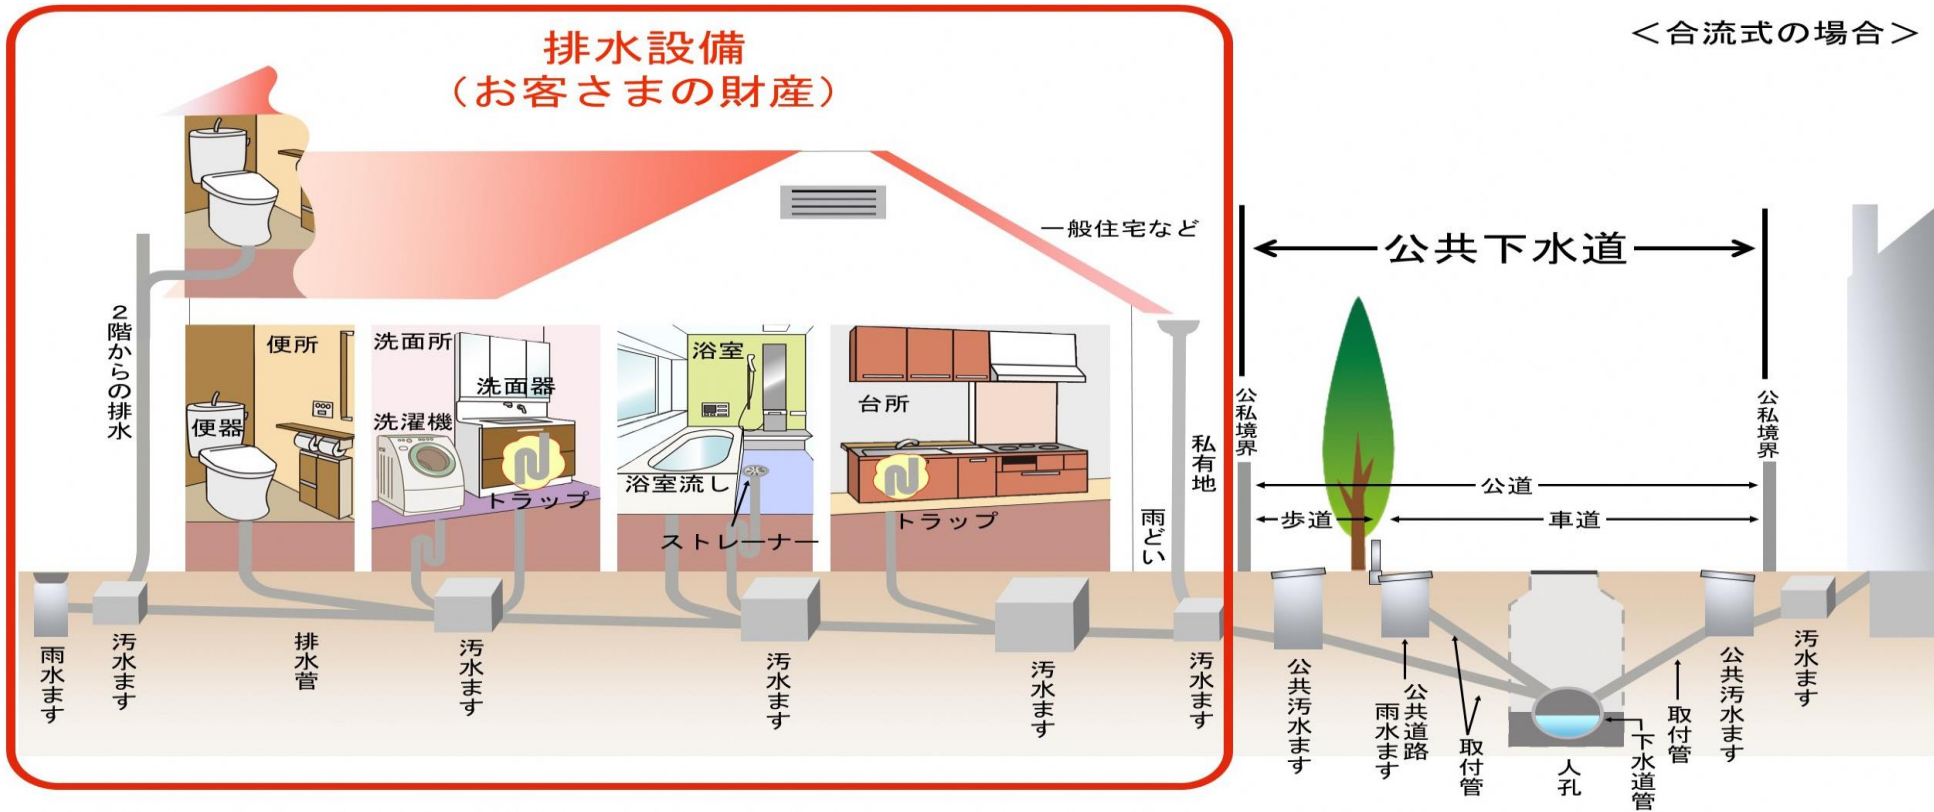 排水設備
（お客さまの財産）
＜合流式の場合＞
一般住宅など
公共下水道
2階からの排水
便所
便器
洗面所
洗面器
洗濯機
トラップ
浴室
浴室流し
ストレーナー
台所
トラップ
雨どい
私有地
公私境界
公私境界
公道
歩道
車道
雨水ます
汚水ます
排水菅
汚水ます
汚水ます
汚水ます
汚水ます
公共汚水ます
公共道路
雨水ます
取付管
人孔
下水道管
取付管
公共汚水ます
汚水ます